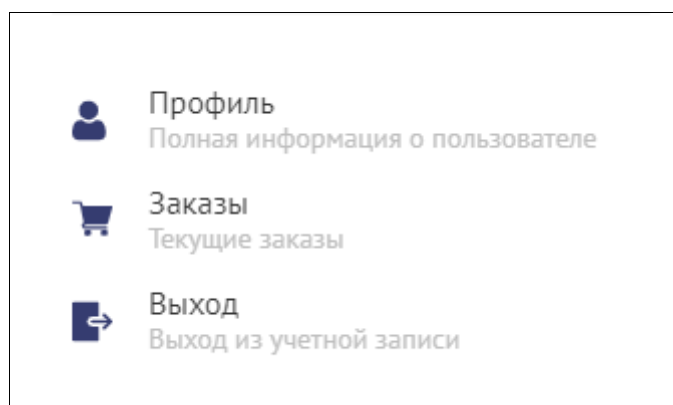 Профиль
Полная информация о пользователе
Заказы
Текущие заказы
Выход
Выход из учетной записи